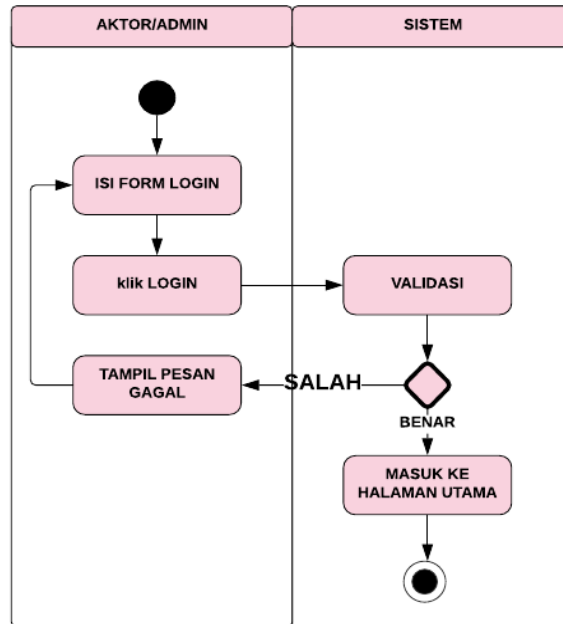 AKTOR/ADMIN
SISTEM
ISI FORM LOGIN
klik LOGIN
VALIDASI
TAMPIL PESAN
GAGAL
SALAH
BENAR
MASUK KE
HALAMAN UTAMA